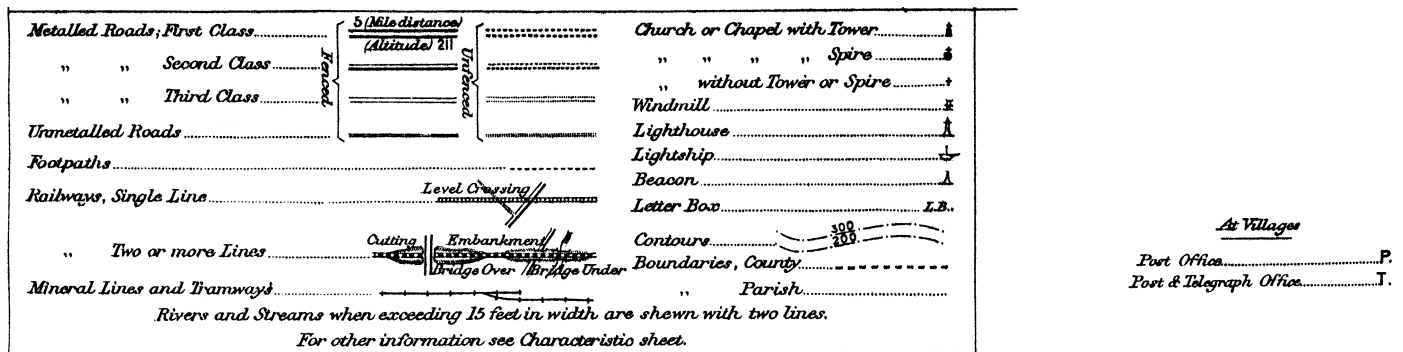 Metalled Roads; First Class
5 (Mile distance)
(Altitude) 211
„ „ Second Class
„ „ Third Class
Fenced
Unfenced
Unmetalled Roads
Footpaths
Railways, Single Line
Level Crossing
„ Two or more Lines
Cutting Embankment
Bridge Over Bridge Under
Mineral Lines and Tramways
Church or Chapel with Tower
„ „ „ „ Spire
„ without Tower or Spire
Windmill
Lighthouse
Lightship
Beacon
Letter Box L.B.
Contours 300
200
Boundaries, County
„ Parish
Rivers and Streams when exceeding 15 feet in width are shewn with two lines.
For other information see Characteristic sheet.
At Villages
Post Office P.
Post & Telegraph Office T.